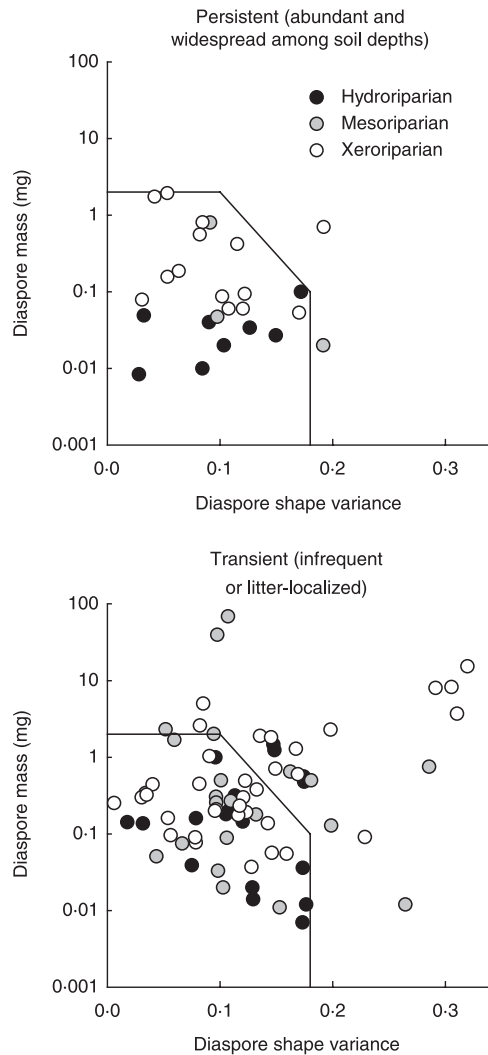 Persistent (abundant and
widespread among soil depths)
100
10
1
0·1
0·01
0·001
Diaspore mass (mg)
Hydroriparian
Mesoriparian
Xeroriparian
0·0
0·1
0·2
0·3
Diaspore shape variance
Transient (infrequent
or litter-localized)
100
10
1
0·1
0·01
0·001
Diaspore mass (mg)
0·0
0·1
0·2
0·3
Diaspore shape variance